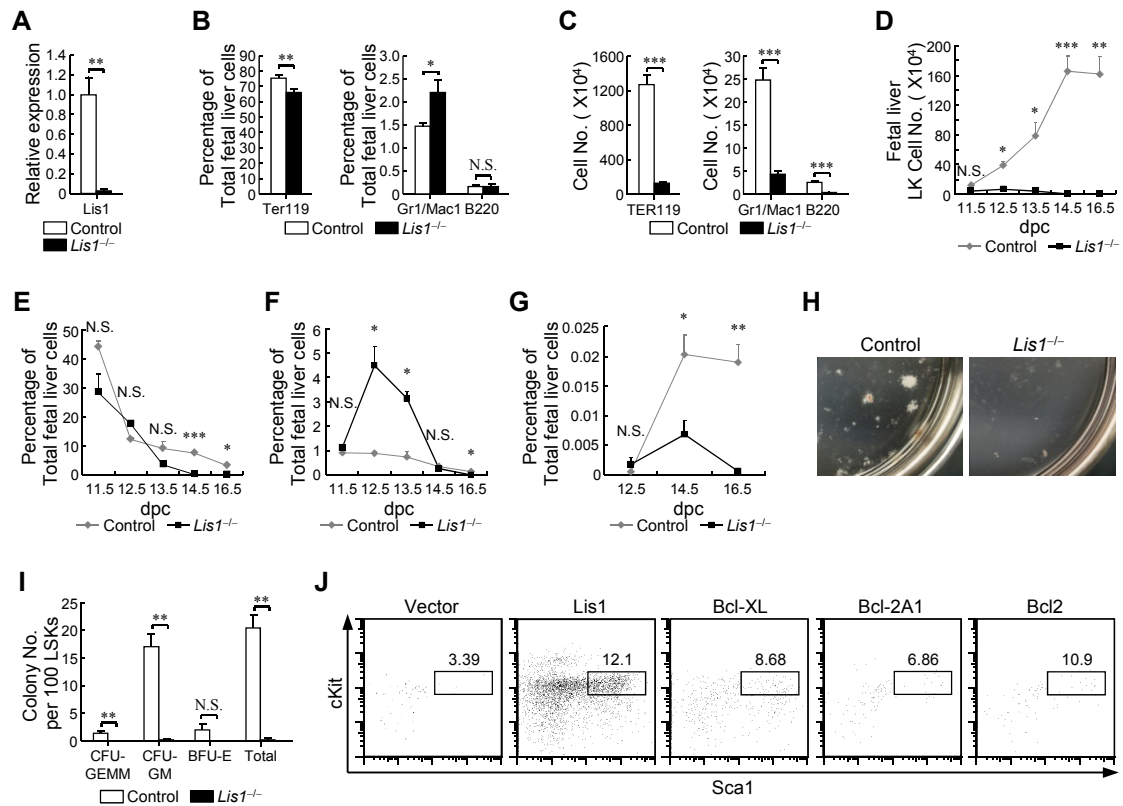 A
Relative expression
1.4
1.2
1.0
0.8
0.6
0.4
0.2
0
**
Lis1
Control
Lis1–/–
B
Percentage of
Total fetal liver cells
90
80
70
60
50
40
30
20
10
0
**
Ter119
Percentage of
Total fetal liver cells
3.0
2.5
2.0
1.5
1.0
0.5
0.0
*
N.S.
Gr1/Mac1 B220
Control Lis1–/–
C
Cell No. ( X10⁴)
1600
1200
800
400
0
***
TER119
Cell No. ( X10⁴)
30
25
20
15
10
5
0
***
***
Gr1/Mac1 B220
Control Lis1–/–
D
Fetal liver
LK Cell No. ( X10⁴)
200
160
120
80
40
0
N.S.
*
*
***
**
11.5 12.5 13.5 14.5 16.5
dpc
Control Lis1–/–
E
Percentage of
Total fetal liver cells
50
40
30
20
10
0
N.S.
N.S.
N.S.
***
*
11.5 12.5 13.5 14.5 16.5
dpc
Control Lis1–/–
F
Percentage of
Total fetal liver cells
6
5
4
3
2
1
0
N.S.
*
*
N.S.
*
11.5 12.5 13.5 14.5 16.5
dpc
Control Lis1–/–
G
Percentage of
Total fetal liver cells
0.025
0.02
0.015
0.01
0.005
0
N.S.
*
**
12.5 14.5 16.5
dpc
Control Lis1–/–
H
Control Lis1–/–
I
Colony No.
per 100 LSKs
25
20
15
10
5
0
**
**
N.S.
**
CFU-
GEMM
CFU-
GM
BFU-E
Total
Control Lis1–/–
J
Vector Lis1 Bcl-XL Bcl-2A1 Bcl2
3.39 12.1 8.68 6.86 10.9
cKit
Sca1